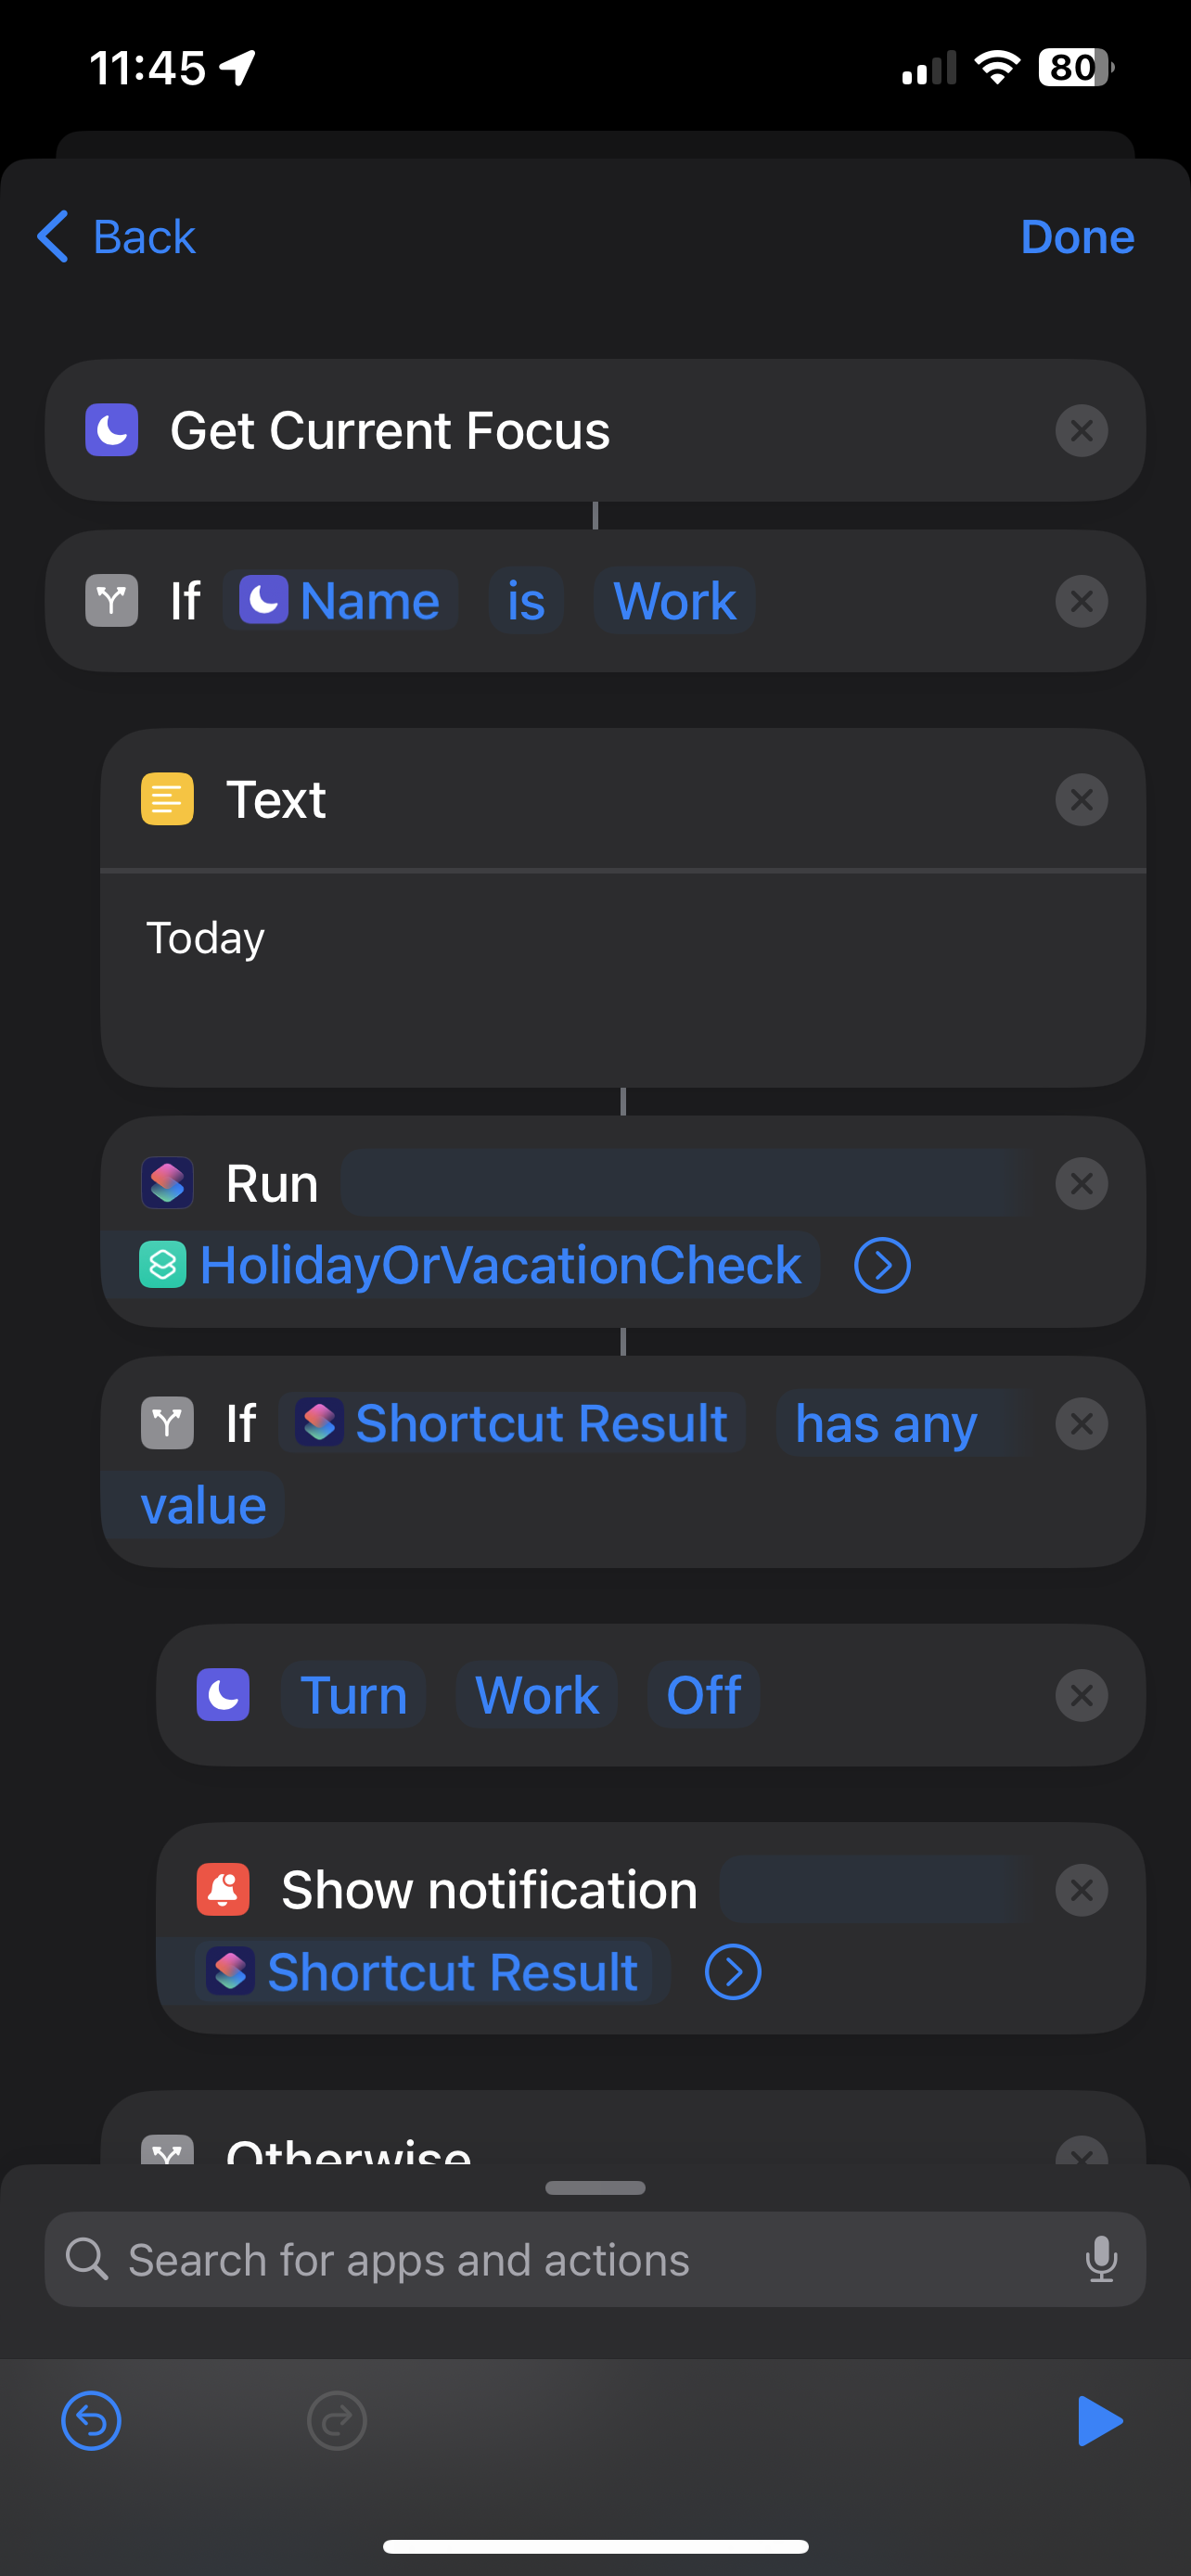 11:45
80
Back
Done
Get Current Focus
If Name is Work
Text
Today
Run
HolidayOrVacationCheck
If Shortcut Result has any
value
Turn Work Off
Show notification
Shortcut Result
Otherwise
Search for apps and actions